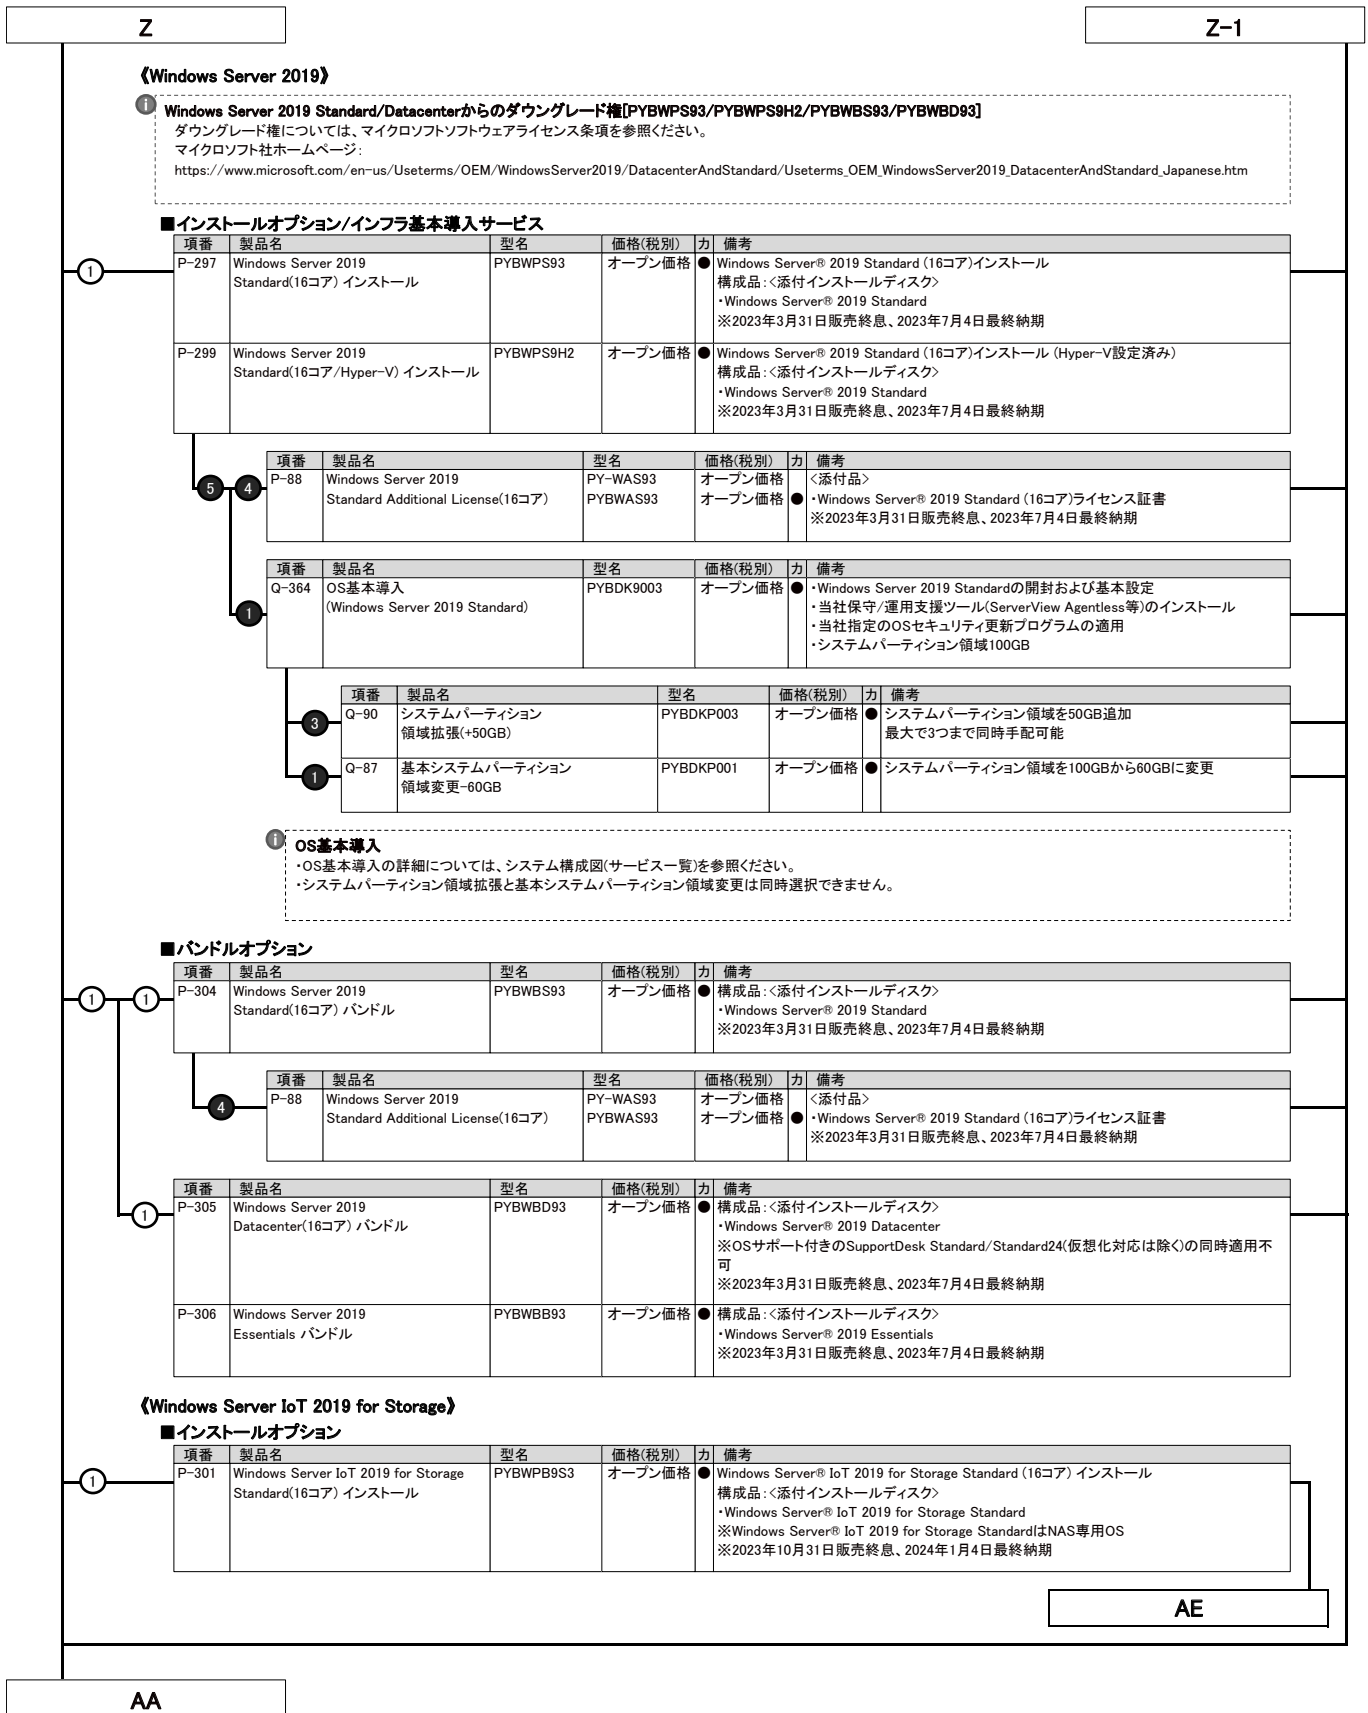 Z
Z-1
《Windows Server 2019》
Windows Server 2019 Standard/Datacenterからのダウングレード権[PYBWPS93/PYBWPS9H2/PYBWBS93/PYBWBD93]
ダウングレード権については、マイクロソフトソフトウェアライセンス条項を参照ください。
マイクロソフト社ホームページ:
https://www.microsoft.com/en-us/Useterms/OEM/WindowsServer2019/DatacenterAndStandard/Useterms_OEM_WindowsServer2019_DatacenterAndStandard_Japanese.htm
■インストールオプション/インフラ基本導入サービス
項番 製品名 型名 価格(税別) カ 備考
1 P-297 Windows Server 2019 PYBWPS93 オープン価格 ● Windows Server® 2019 Standard (16コア)インストール
Standard(16コア) インストール 構成品:<添付インストールディスク>
・Windows Server® 2019 Standard
※2023年3月31日販売終息、2023年7月4日最終納期
P-299 Windows Server 2019 PYBWPS9H2 オープン価格 ● Windows Server® 2019 Standard (16コア)インストール (Hyper-V設定済み)
Standard(16コア/Hyper-V) インストール 構成品:<添付インストールディスク>
・Windows Server® 2019 Standard
※2023年3月31日販売終息、2023年7月4日最終納期
項番 製品名 型名 価格(税別) カ 備考
5 4 P-88 Windows Server 2019 PY-WAS93 オープン価格 <添付品>
Standard Additional License(16コア) PYBWAS93 オープン価格 ● ・Windows Server® 2019 Standard (16コア)ライセンス証書
※2023年3月31日販売終息、2023年7月4日最終納期
項番 製品名 型名 価格(税別) カ 備考
1 Q-364 OS基本導入 PYBDK9003 オープン価格 ● ・Windows Server 2019 Standardの開封および基本設定
(Windows Server 2019 Standard) ・当社保守/運用支援ツール(ServerView Agentless等)のインストール
・当社指定のOSセキュリティ更新プログラムの適用
・システムパーティション領域100GB
項番 製品名 型名 価格(税別) カ 備考
3 Q-90 システムパーティション PYBDKP003 オープン価格 ● システムパーティション領域を50GB追加
領域拡張(+50GB) 最大で3つまで同時手配可能
1 Q-87 基本システムパーティション PYBDKP001 オープン価格 ● システムパーティション領域を100GBから60GBに変更
領域変更-60GB
OS基本導入
・OS基本導入の詳細については、システム構成図(サービス一覧)を参照ください。
・システムパーティション領域拡張と基本システムパーティション領域変更は同時選択できません。
■バンドルオプション
項番 製品名 型名 価格(税別) カ 備考
1 1 P-304 Windows Server 2019 PYBWBS93 オープン価格 ● 構成品:<添付インストールディスク>
Standard(16コア) バンドル ・Windows Server® 2019 Standard
※2023年3月31日販売終息、2023年7月4日最終納期
項番 製品名 型名 価格(税別) カ 備考
4 P-88 Windows Server 2019 PY-WAS93 オープン価格 <添付品>
Standard Additional License(16コア) PYBWAS93 オープン価格 ● ・Windows Server® 2019 Standard (16コア)ライセンス証書
※2023年3月31日販売終息、2023年7月4日最終納期
項番 製品名 型名 価格(税別) カ 備考
1 P-305 Windows Server 2019 PYBWBD93 オープン価格 ● 構成品:<添付インストールディスク>
Datacenter(16コア) バンドル ・Windows Server® 2019 Datacenter
※OSサポート付きのSupportDesk Standard/Standard24(仮想化対応は除く)の同時適用不
可
※2023年3月31日販売終息、2023年7月4日最終納期
P-306 Windows Server 2019 PYBWBB93 オープン価格 ● 構成品:<添付インストールディスク>
Essentials バンドル ・Windows Server® 2019 Essentials
※2023年3月31日販売終息、2023年7月4日最終納期
《Windows Server IoT 2019 for Storage》
■インストールオプション
項番 製品名 型名 価格(税別) カ 備考
1 P-301 Windows Server IoT 2019 for Storage PYBWPB9S3 オープン価格 ● Windows Server® IoT 2019 for Storage Standard (16コア) インストール
Standard(16コア) インストール 構成品:<添付インストールディスク>
・Windows Server® IoT 2019 for Storage Standard
※Windows Server® IoT 2019 for Storage StandardはNAS専用OS
※2023年10月31日販売終息、2024年1月4日最終納期
AE
AA